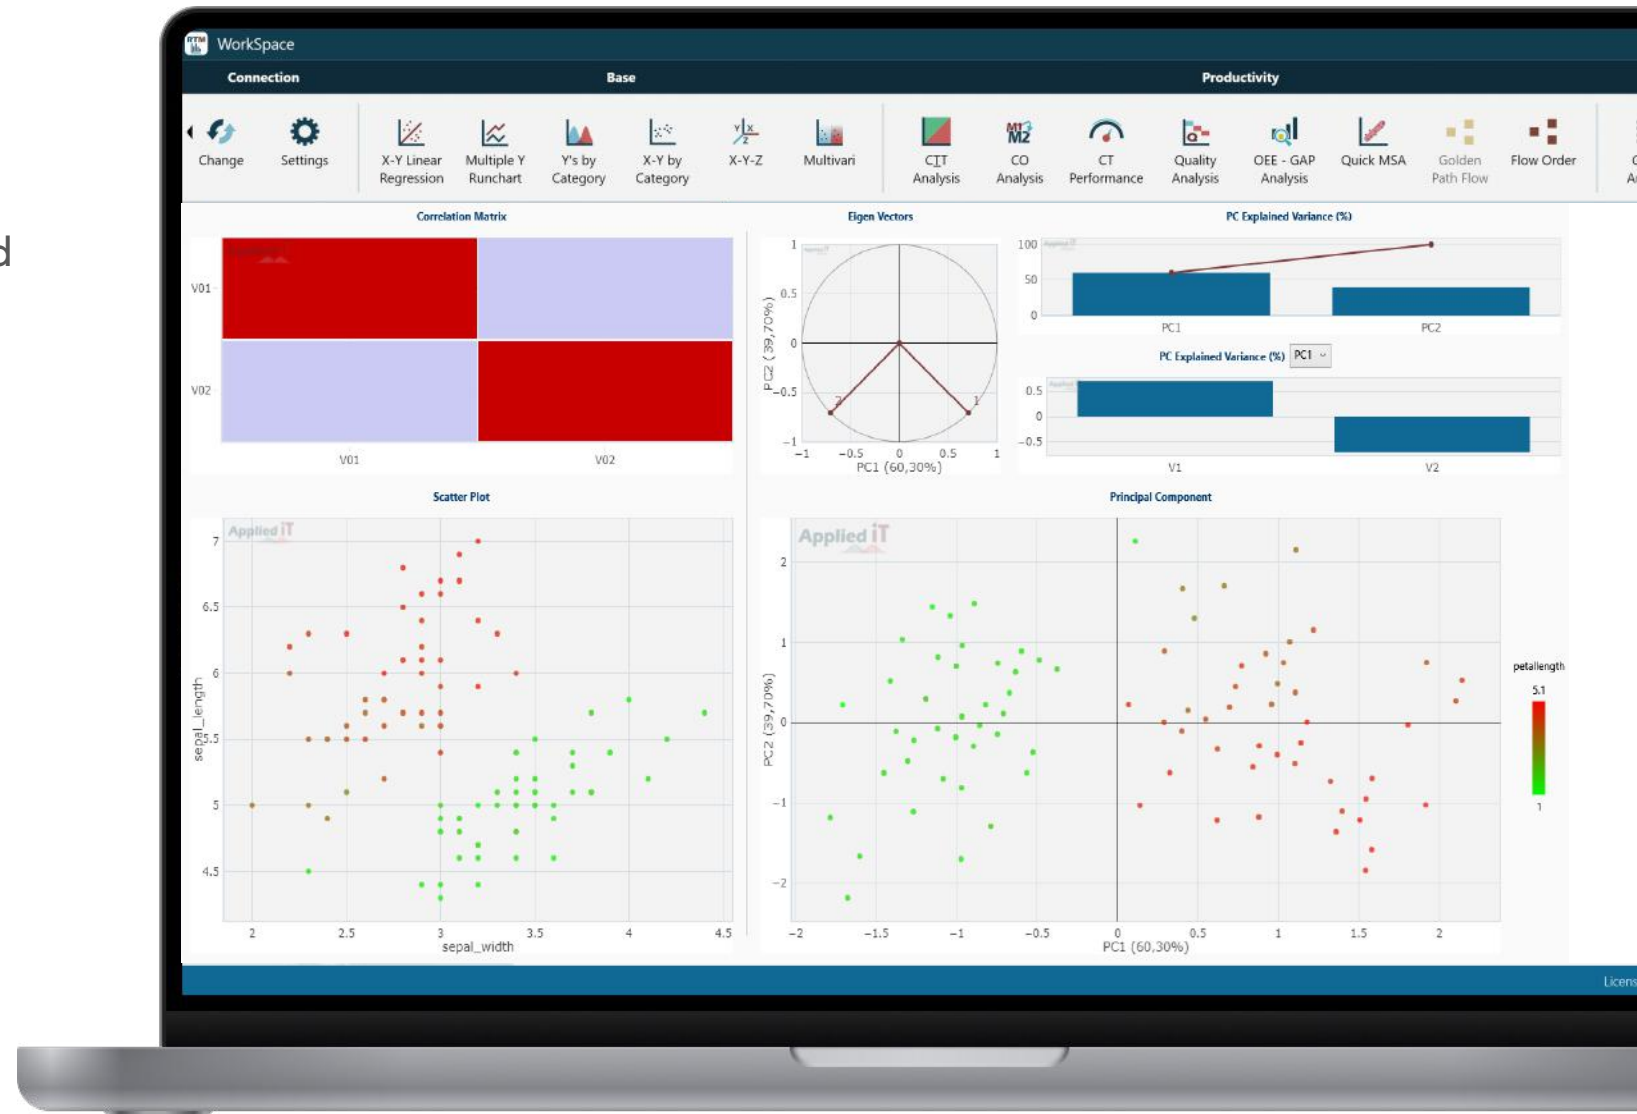 d
RTM
WorkSpace
Connection
Base
Productivity
Change
Settings
X-Y Linear
Regression
Multiple Y
Runchart
Y's by
Category
X-Y by
Category
X-Y-Z
Multivari
CIT
Analysis
M1
M2
CO
Analysis
CT
Performance
Quality
Analysis
OEE - GAP
Analysis
Quick MSA
Golden
Path Flow
Flow Order
Correlation Matrix
V01
V02
V01
V02
Eigen Vectors
1
0.5
0
-0.5
-1
PC2 (39,70%)
2
1
-1
-0.5
0
0.5
1
PC1 (60,30%)
PC Explained Variance (%)
100
50
0
PC1
PC2
PC Explained Variance (%)
PC1
0.5
0
-0.5
V1
V2
Scatter Plot
Applied iT
7
6.5
6
5.5
5
4.5
sepal_length
2
2.5
3
3.5
4
4.5
sepal_width
Principal Component
Applied iT
2
1
0
-1
-2
PC2 (39,70%)
-2
-1.5
-1
-0.5
0
0.5
1
1.5
2
PC1 (60,30%)
petallength
5.1
1
Licens